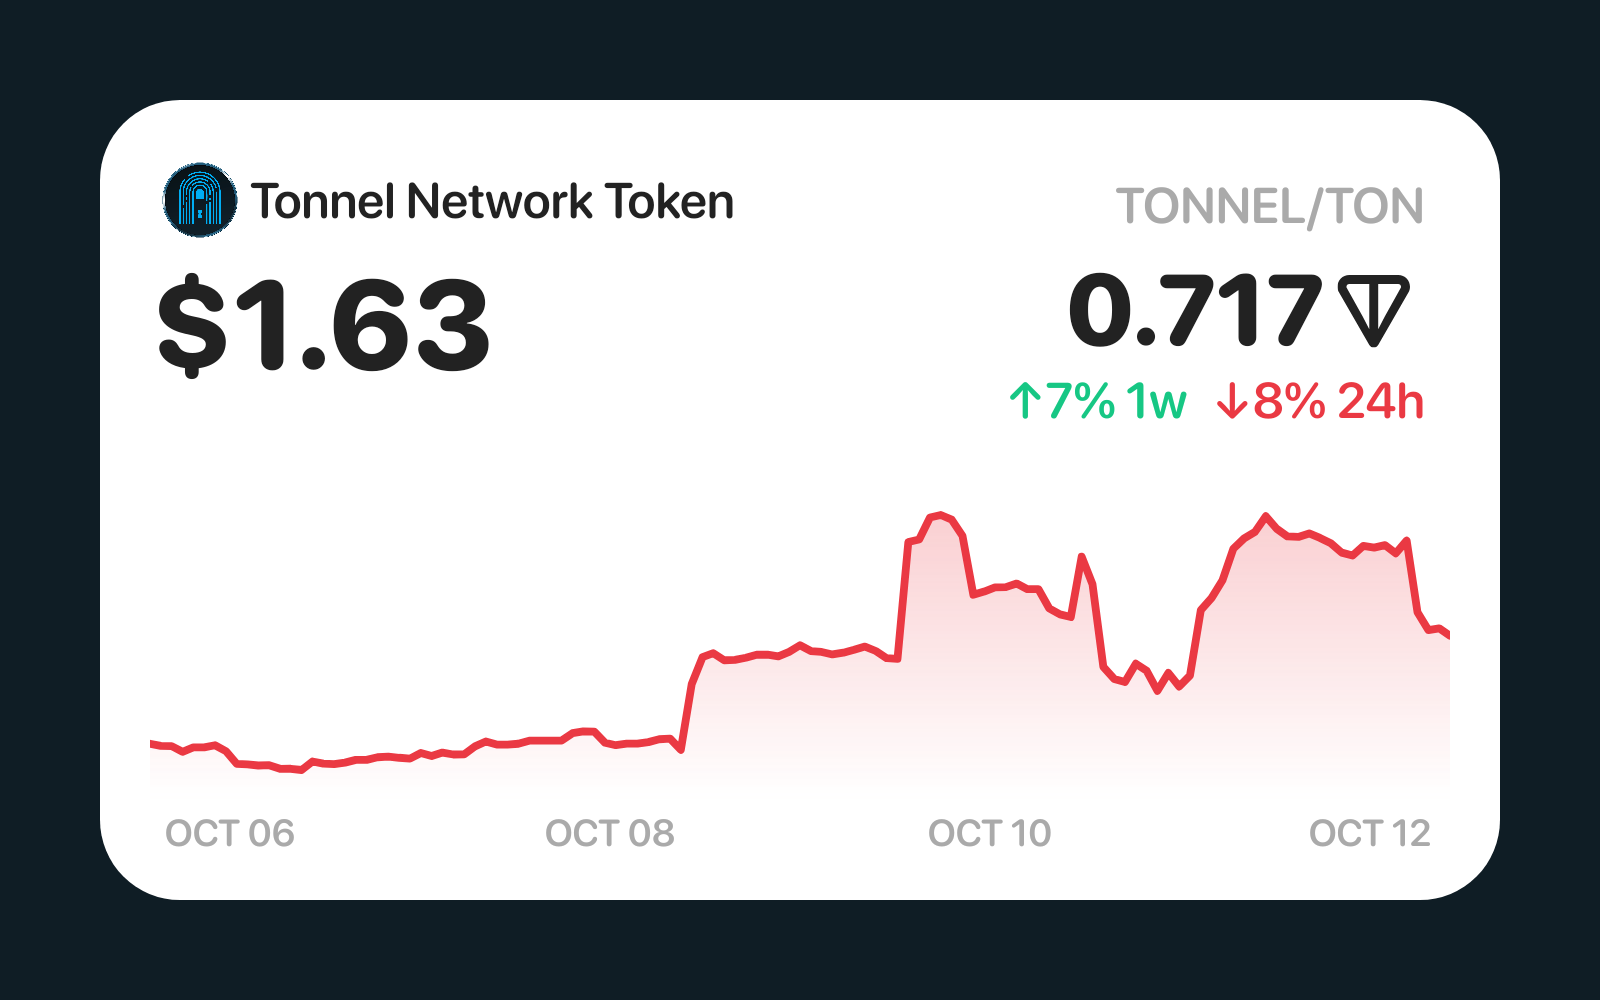 Tonnel Network Token
TONNEL/TON
$1.63
0.717
↑7% 1w ↓8% 24h
OCT 06
OCT 08
OCT 10
OCT 12